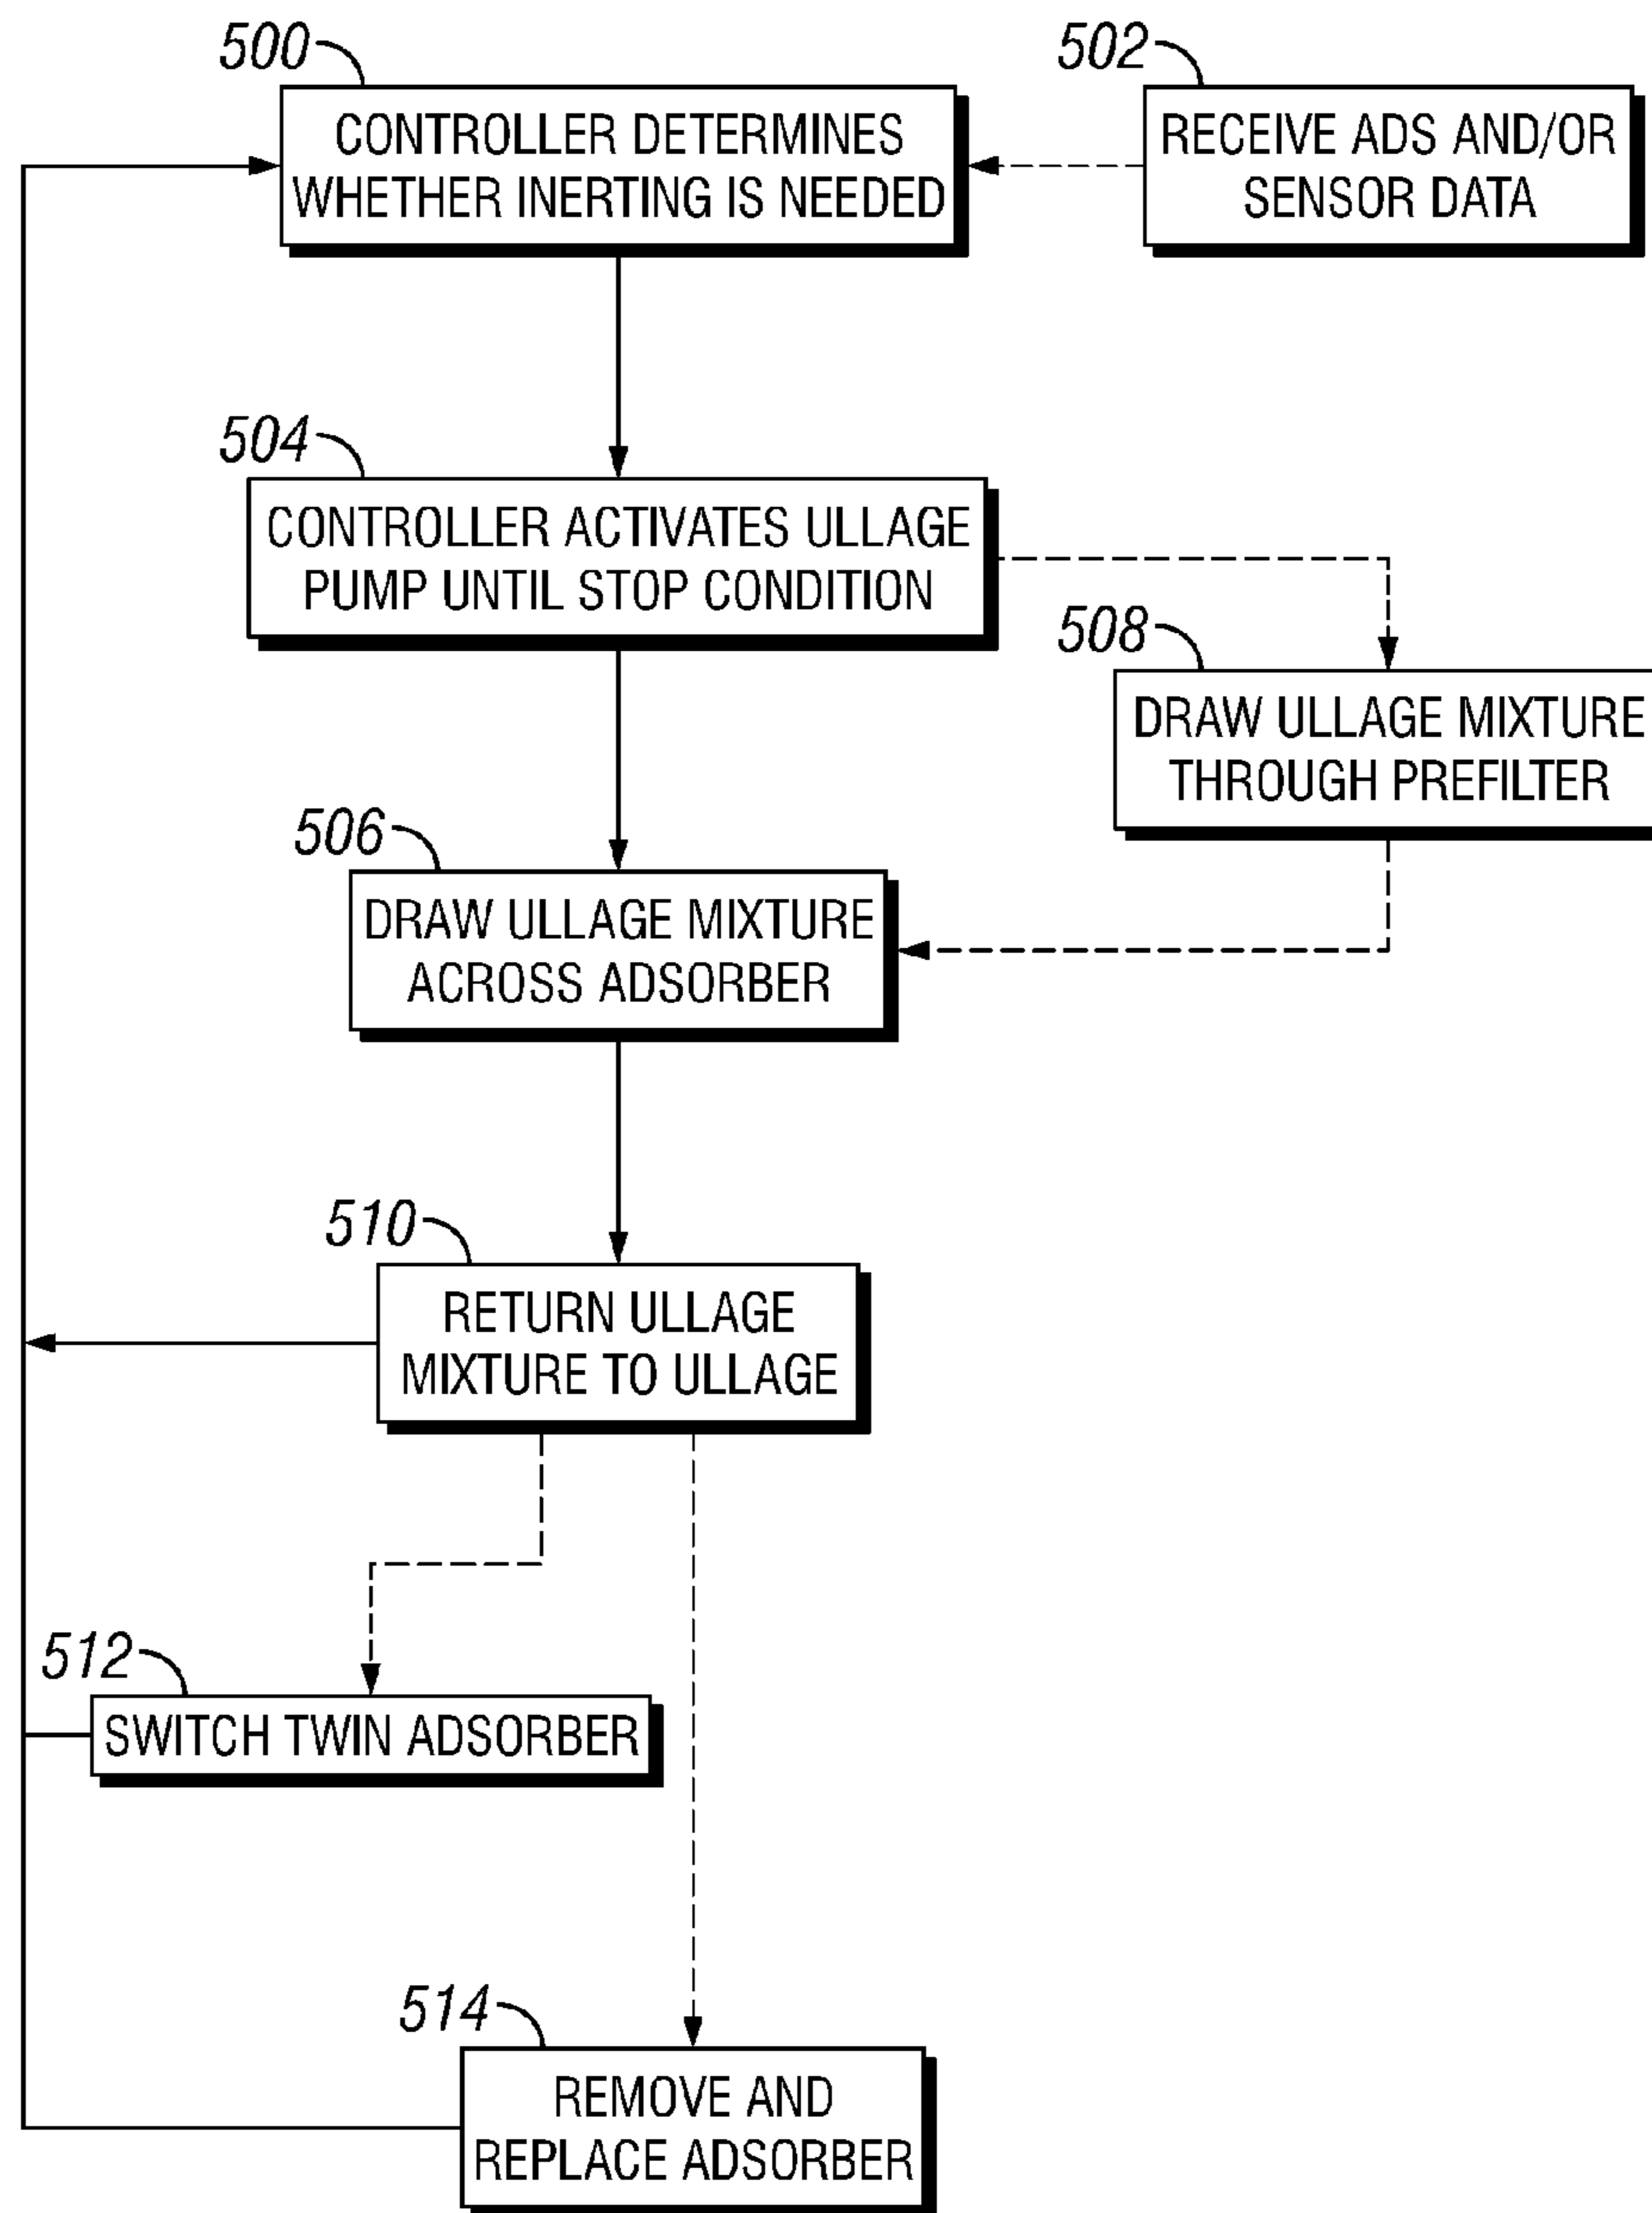 500
CONTROLLER DETERMINES
WHETHER INERTING IS NEEDED
502
RECEIVE ADS AND/OR
SENSOR DATA
504
CONTROLLER ACTIVATES ULLAGE
PUMP UNTIL STOP CONDITION
508
DRAW ULLAGE MIXTURE
THROUGH PREFILTER
506
DRAW ULLAGE MIXTURE
ACROSS ADSORBER
510
RETURN ULLAGE
MIXTURE TO ULLAGE
512
SWITCH TWIN ADSORBER
514
REMOVE AND
REPLACE ADSORBER